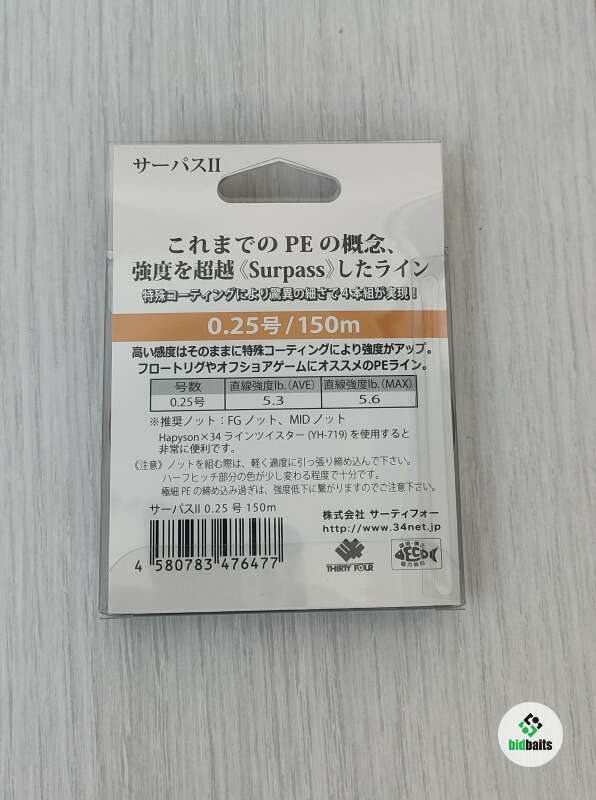 サーパスII
これまでの PE の概念、
強度を超越《Surpass》したライン
特殊コーティングにより驚異の細さで4本組が実現！
0.25号/150m
高い感度はそのままに特殊コーティングにより強度がアップ。
フロートリグやオフショアゲームにオススメのPEライン。
号数 直線強度lb.(AVE) 直線強度lb.(MAX)
0.25号 5.3 5.6
※推奨ノット：FG ノット、MID ノット
Hapyson×34 ラインツイスター (YH-719) を使用すると
非常に便利です。
《注意》ノットを組む際は、軽く適度に引っ張り締め込んで下さい。
ハーフヒッチ部分の色が少し変わる程度で十分です。
極細 PE の締め込み過ぎは、強度低下に繋がりますのでご注意下さい。
サーパスII 0.25 号 150m
株式会社 サーティフォー
http://www.34net.jp
4 580783 476477
THIRTY FOUR
ECO
bidbaits